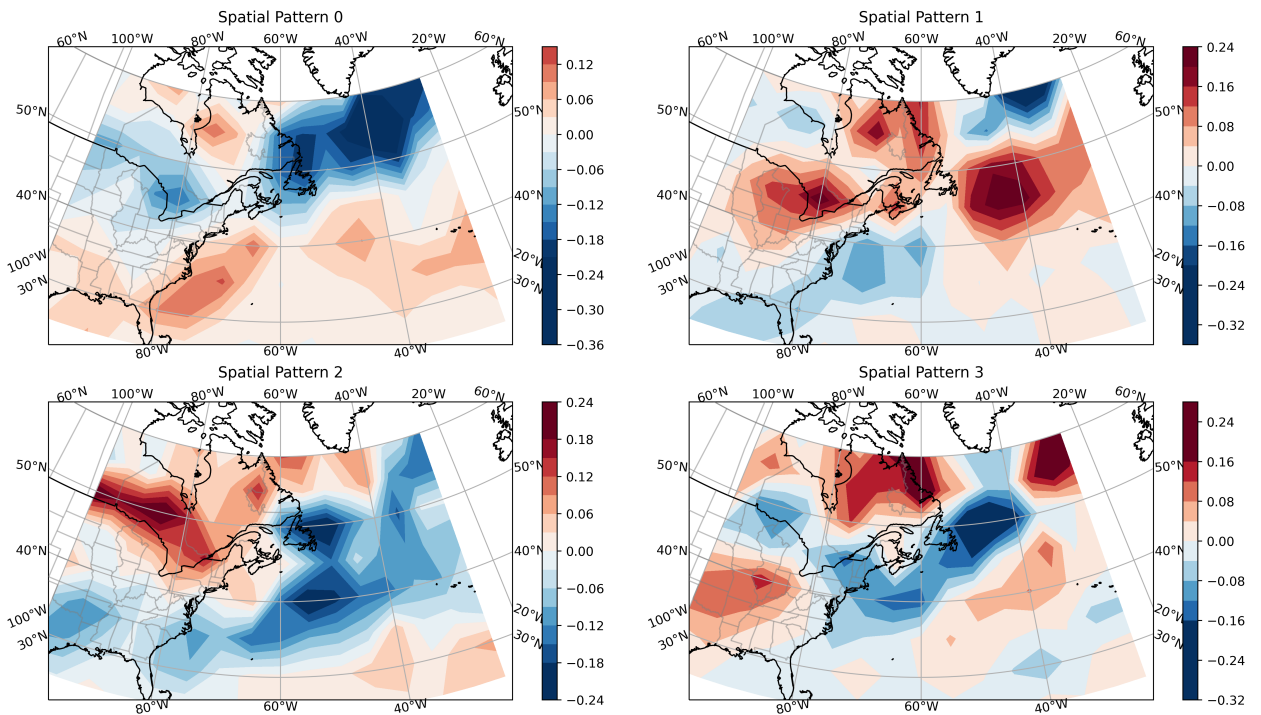 Spatial Pattern 0
60°N 100°W 80°W 60°W 40°W 20°W 60°N
50°N 50°N
40°N 40°N
100°W 20°W
30°N 30°N
80°W 60°W 40°W
0.12
0.06
0.00
−0.06
−0.12
−0.18
−0.24
−0.30
−0.36
Spatial Pattern 1
60°N 100°W 80°W 60°W 40°W 20°W 60°N
50°N 50°N
40°N 40°N
100°W 20°W
30°N 30°N
80°W 60°W 40°W
0.24
0.16
0.08
0.00
−0.08
−0.16
−0.24
−0.32
Spatial Pattern 2
60°N 100°W 80°W 60°W 40°W 20°W 60°N
50°N 50°N
40°N 40°N
100°W 20°W
30°N 30°N
80°W 60°W 40°W
0.24
0.18
0.12
0.06
0.00
−0.06
−0.12
−0.18
−0.24
Spatial Pattern 3
60°N 100°W 80°W 60°W 40°W 20°W 60°N
50°N 50°N
40°N 40°N
100°W 20°W
30°N 30°N
80°W 60°W 40°W
0.24
0.16
0.08
0.00
−0.08
−0.16
−0.24
−0.32